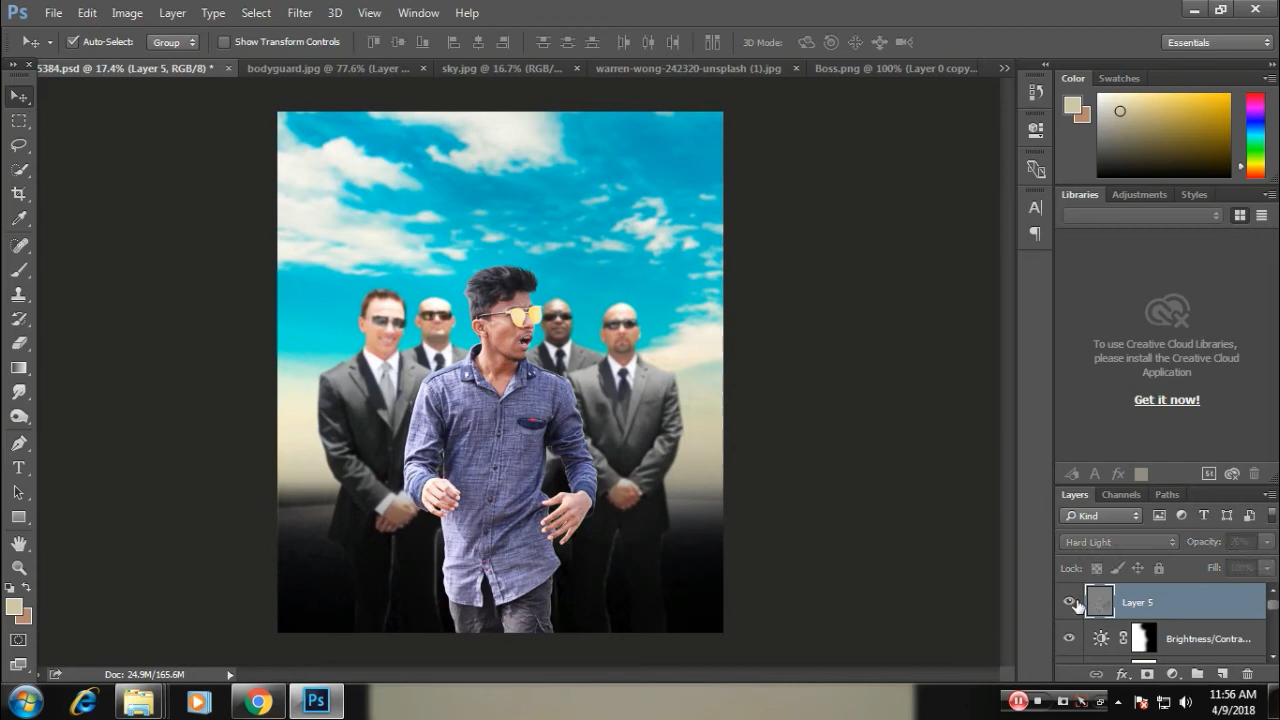 Ps File Edit Image Layer Type Select Filter 3D View Window Help
Auto-Select: Group Show Transform Controls 3D Mode: Essentials
5384.psd @ 17.4% (Layer 5, RGB/8) * bodyguard.jpg @ 77.6% (Layer ... sky.jpg @ 16.7% (RGB/... warren-wong-242320-unsplash (1).jpg Boss.png @ 100% (Layer 0 copy...
Color Swatches
Libraries Adjustments Styles
To use Creative Cloud Libraries,
please install the Creative Cloud
Application
Get it now!
Layers Channels Paths
Kind
Hard Light Opacity: 20%
Lock: Fill: 100%
Layer 5
Brightness/Contra...
Doc: 24.9M/165.6M
Ps
11:56 AM
4/9/2018